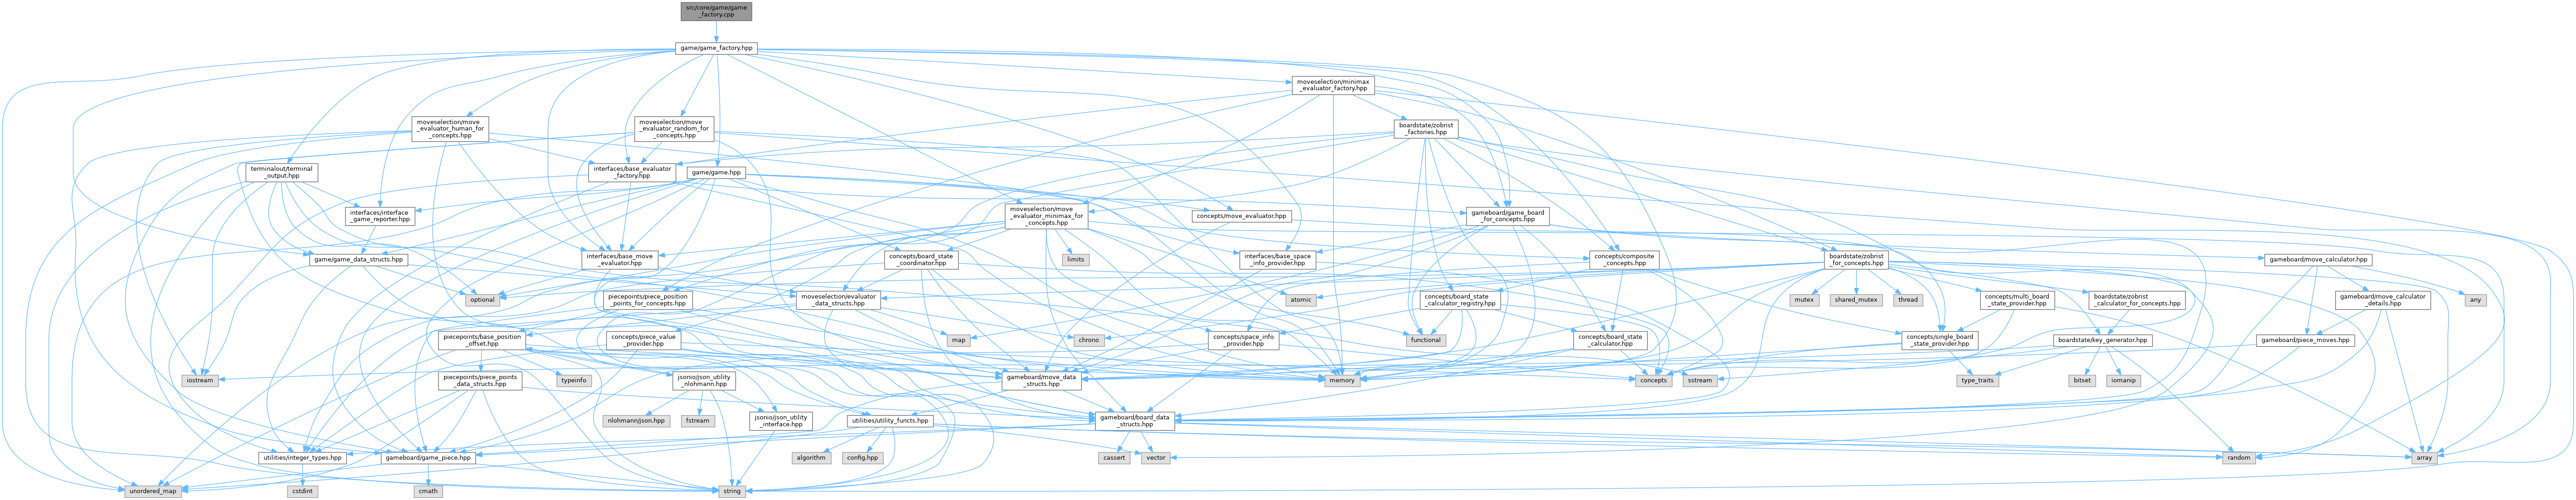 src/core/game/game
_factory.cpp
game/game_factory.hpp
moveselection/minimax
_evaluator_factory.hpp
moveselection/move
_evaluator_human_for
_concepts.hpp
moveselection/move
_evaluator_random_for
_concepts.hpp
boardstate/zobrist
_factories.hpp
terminalout/terminal
_output.hpp
interfaces/base_evaluator
_factory.hpp
game/game.hpp
interfaces/interface
_game_reporter.hpp
moveselection/move
_evaluator_minimax_for
_concepts.hpp
concepts/move_evaluator.hpp
gameboard/game_board
_for_concepts.hpp
game/game_data_structs.hpp
interfaces/base_move
_evaluator.hpp
concepts/board_state
_coordinator.hpp
limits
interfaces/base_space
_info_provider.hpp
concepts/composite
_concepts.hpp
boardstate/zobrist
_for_concepts.hpp
gameboard/move_calculator.hpp
optional
piecepoints/piece_position
_points_for_concepts.hpp
moveselection/evaluator
_data_structs.hpp
atomic
concepts/board_state
_calculator_registry.hpp
mutex
shared_mutex
thread
concepts/multi_board
_state_provider.hpp
boardstate/zobrist
_calculator_for_concepts.hpp
gameboard/move_calculator
_details.hpp
any
piecepoints/base_position
_offset.hpp
concepts/piece_value
_provider.hpp
map
chrono
concepts/space_info
_provider.hpp
functional
concepts/board_state
_calculator.hpp
concepts/single_board
_state_provider.hpp
boardstate/key_generator.hpp
gameboard/piece_moves.hpp
iostream
piecepoints/piece_points
_data_structs.hpp
typeinfo
jsonio/json_utility
_nlohmann.hpp
gameboard/move_data
_structs.hpp
memory
concepts
sstream
type_traits
bitset
iomanip
nlohmann/json.hpp
fstream
jsonio/json_utility
_interface.hpp
utilities/utility_functs.hpp
gameboard/board_data
_structs.hpp
utilities/integer_types.hpp
gameboard/game_piece.hpp
algorithm
config.hpp
cassert
vector
random
array
unordered_map
cstdint
cmath
string